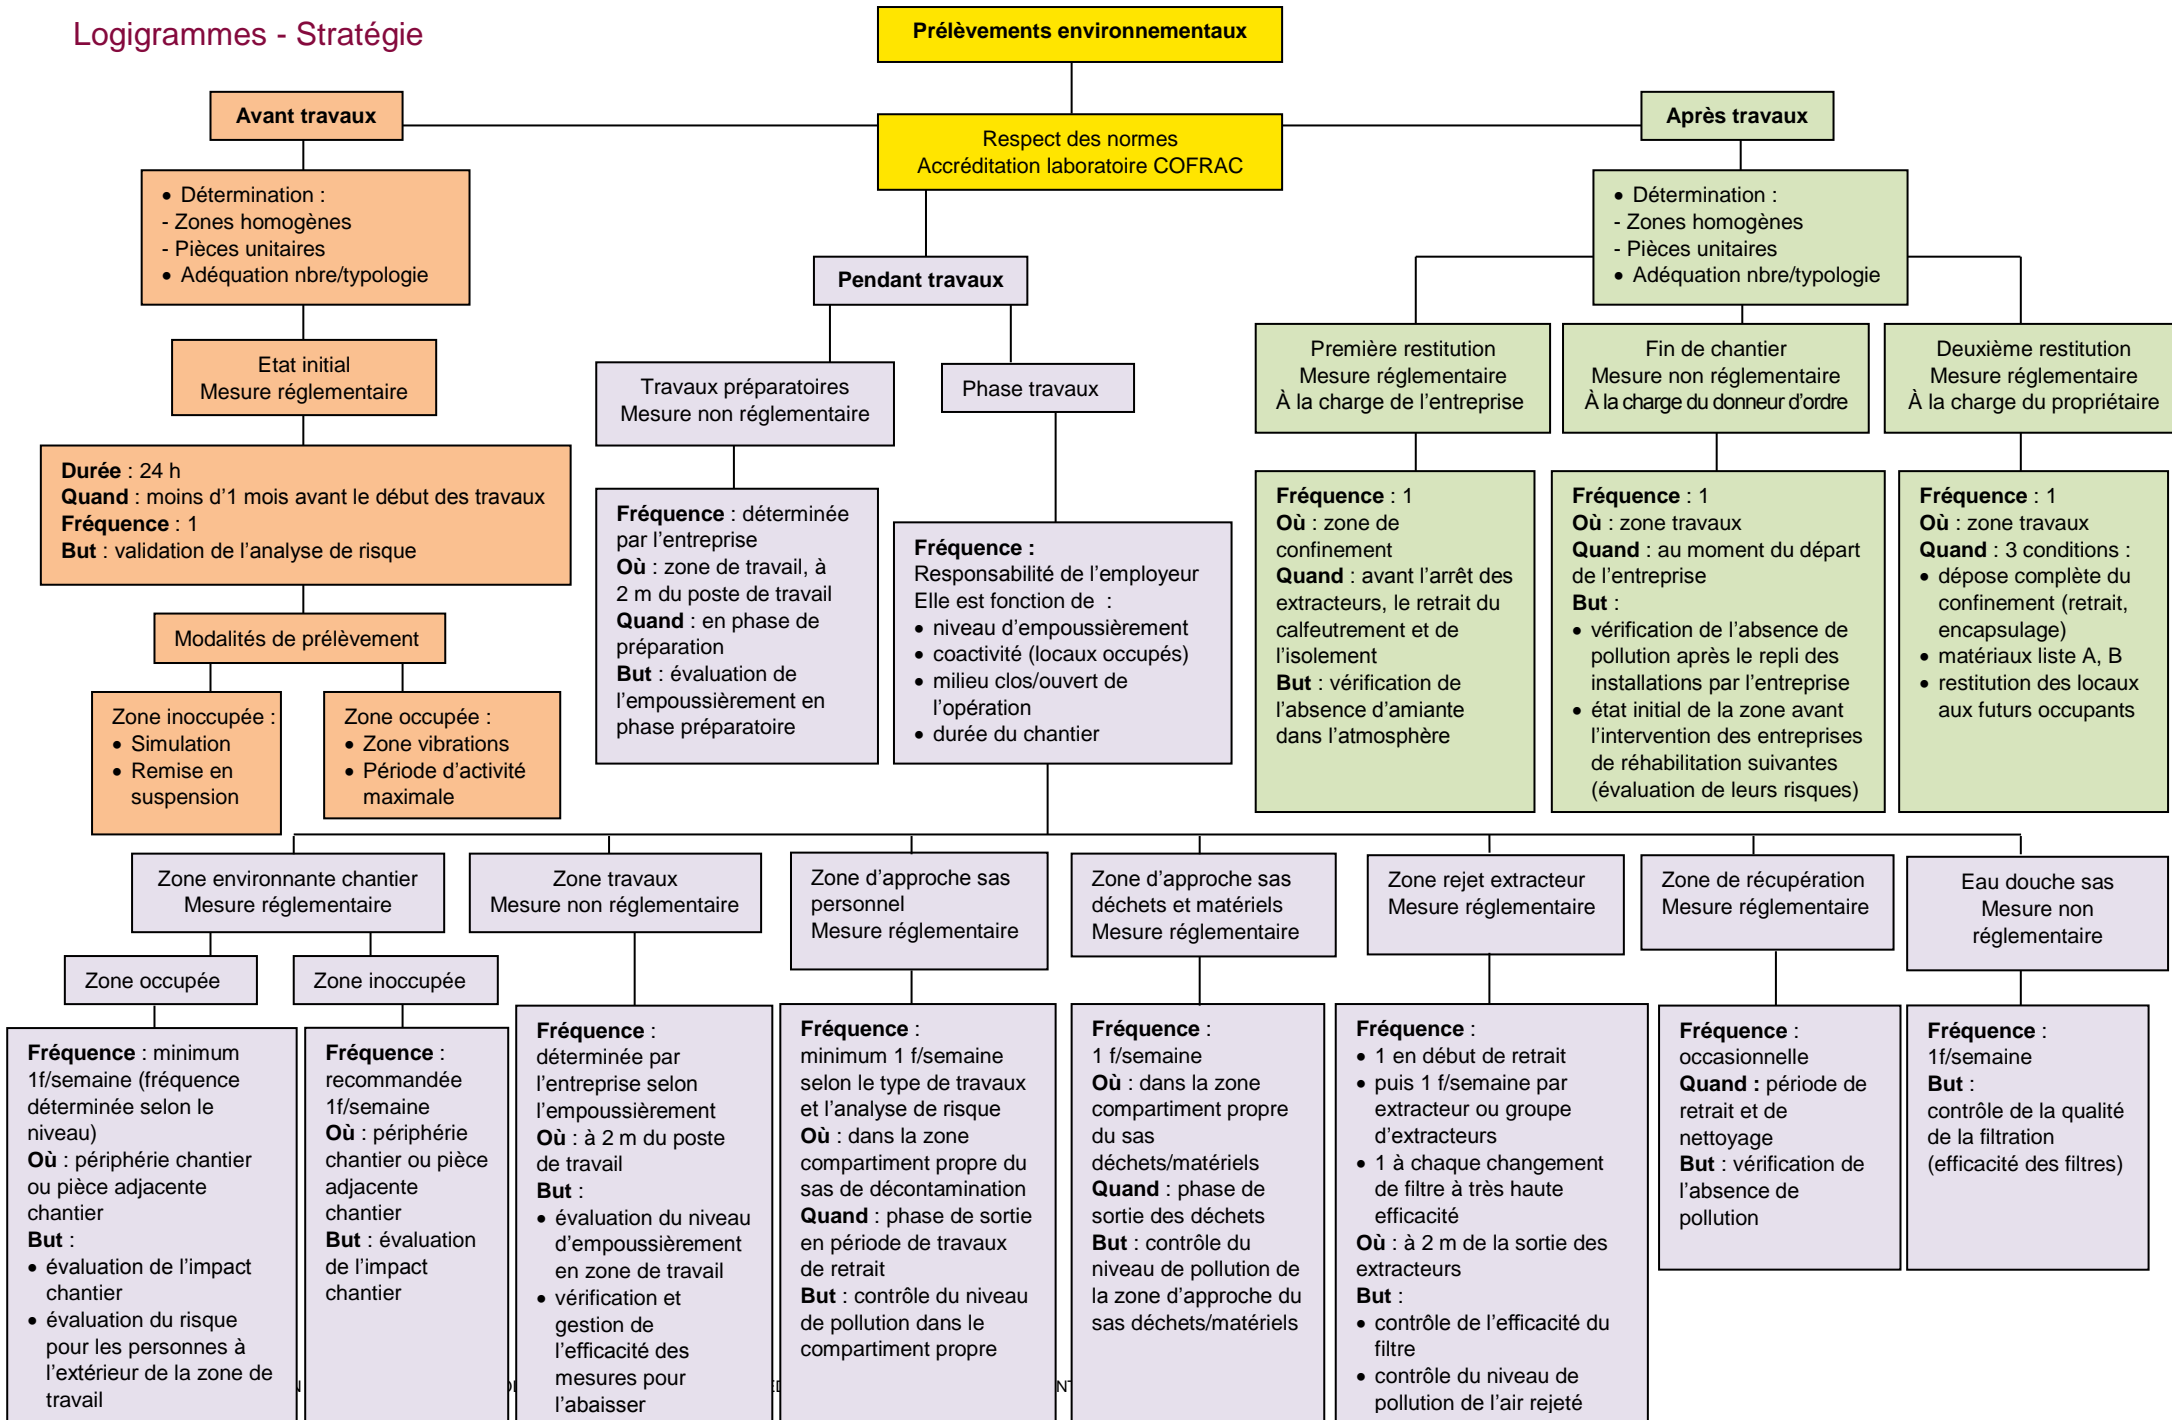 Logigrammes - Stratégie
Prélèvements environnementaux
Respect des normes
Accréditation laboratoire COFRAC
Avant travaux
• Détermination :
- Zones homogènes
- Pièces unitaires
• Adéquation nbre/typologie
Etat initial
Mesure réglementaire
Durée : 24 h
Quand : moins d’1 mois avant le début des travaux
Fréquence : 1
But : validation de l’analyse de risque
Modalités de prélèvement
Zone inoccupée :
• Simulation
• Remise en
suspension
Zone occupée :
• Zone vibrations
• Période d’activité
maximale
Pendant travaux
Travaux préparatoires
Mesure non réglementaire
Fréquence : déterminée
par l’entreprise
Où : zone de travail, à
2 m du poste de travail
Quand : en phase de
préparation
But : évaluation de
l’empoussièrement en
phase préparatoire
Phase travaux
Fréquence :
Responsabilité de l’employeur
Elle est fonction de :
• niveau d’empoussièrement
• coactivité (locaux occupés)
• milieu clos/ouvert de
l’opération
• durée du chantier
Après travaux
• Détermination :
- Zones homogènes
- Pièces unitaires
• Adéquation nbre/typologie
Première restitution
Mesure réglementaire
À la charge de l’entreprise
Fréquence : 1
Où : zone de
confinement
Quand : avant l’arrêt des
extracteurs, le retrait du
calfeutrement et de
l’isolement
But : vérification de
l’absence d’amiante
dans l’atmosphère
Fin de chantier
Mesure non réglementaire
À la charge du donneur d’ordre
Fréquence : 1
Où : zone travaux
Quand : au moment du départ
de l’entreprise
But :
• vérification de l’absence de
pollution après le repli des
installations par l’entreprise
• état initial de la zone avant
l’intervention des entreprises
de réhabilitation suivantes
(évaluation de leurs risques)
Deuxième restitution
Mesure réglementaire
À la charge du propriétaire
Fréquence : 1
Où : zone travaux
Quand : 3 conditions :
• dépose complète du
confinement (retrait,
encapsulage)
• matériaux liste A, B
• restitution des locaux
aux futurs occupants
Zone environnante chantier
Mesure réglementaire
Zone occupée
Fréquence : minimum
1f/semaine (fréquence
déterminée selon le
niveau)
Où : périphérie chantier
ou pièce adjacente
chantier
But :
• évaluation de l’impact
chantier
• évaluation du risque
pour les personnes à
l’extérieur de la zone de
travail
Zone inoccupée
Fréquence :
recommandée
1f/semaine
Où : périphérie
chantier ou pièce
adjacente
chantier
But : évaluation
de l’impact
chantier
Zone travaux
Mesure non réglementaire
Fréquence :
déterminée par
l’entreprise selon
l’empoussièrement
Où : à 2 m du poste
de travail
But :
• évaluation du niveau
d’empoussièrement
en zone de travail
• vérification et
gestion de
l’efficacité des
mesures pour
l’abaisser
Zone d’approche sas
personnel
Mesure réglementaire
Fréquence :
minimum 1 f/semaine
selon le type de travaux
et l’analyse de risque
Où : dans la zone
compartiment propre du
sas de décontamination
Quand : phase de sortie
en période de travaux
de retrait
But : contrôle du niveau
de pollution dans le
compartiment propre
Zone d’approche sas
déchets et matériels
Mesure réglementaire
Fréquence :
1 f/semaine
Où : dans la zone
compartiment propre
du sas
déchets/matériels
Quand : phase de
sortie des déchets
But : contrôle du
niveau de pollution de
la zone d’approche du
sas déchets/matériels
Zone rejet extracteur
Mesure réglementaire
Fréquence :
• 1 en début de retrait
• puis 1 f/semaine par
extracteur ou groupe
d’extracteurs
• 1 à chaque changement
de filtre à très haute
efficacité
Où : à 2 m de la sortie des
extracteurs
But :
• contrôle de l’efficacité du
filtre
• contrôle du niveau de
pollution de l’air rejeté
Zone de récupération
Mesure réglementaire
Fréquence :
occasionnelle
Quand : période de
retrait et de
nettoyage
But : vérification de
l’absence de
pollution
Eau douche sas
Mesure non
réglementaire
Fréquence :
1f/semaine
But :
contrôle de la qualité
de la filtration
(efficacité des filtres)